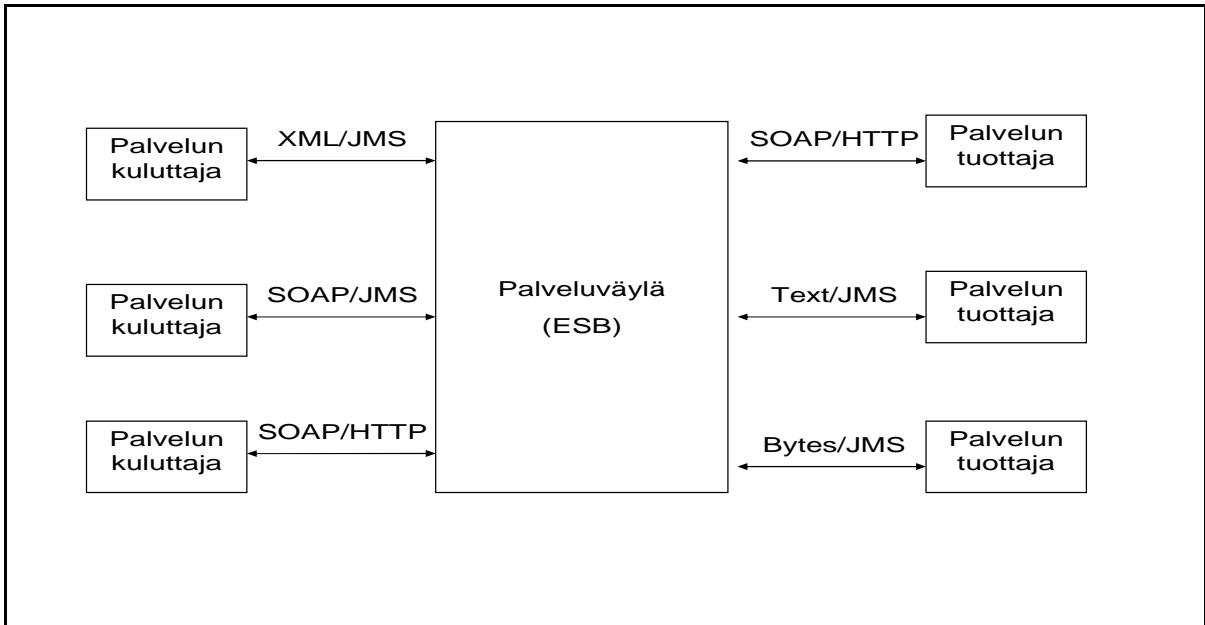 Palvelun
kuluttaja
XML/JMS
SOAP/HTTP
Palvelun
tuottaja
Palvelun
kuluttaja
SOAP/JMS
Palveluväylä
(ESB)
Text/JMS
Palvelun
tuottaja
Palvelun
kuluttaja
SOAP/HTTP
Bytes/JMS
Palvelun
tuottaja